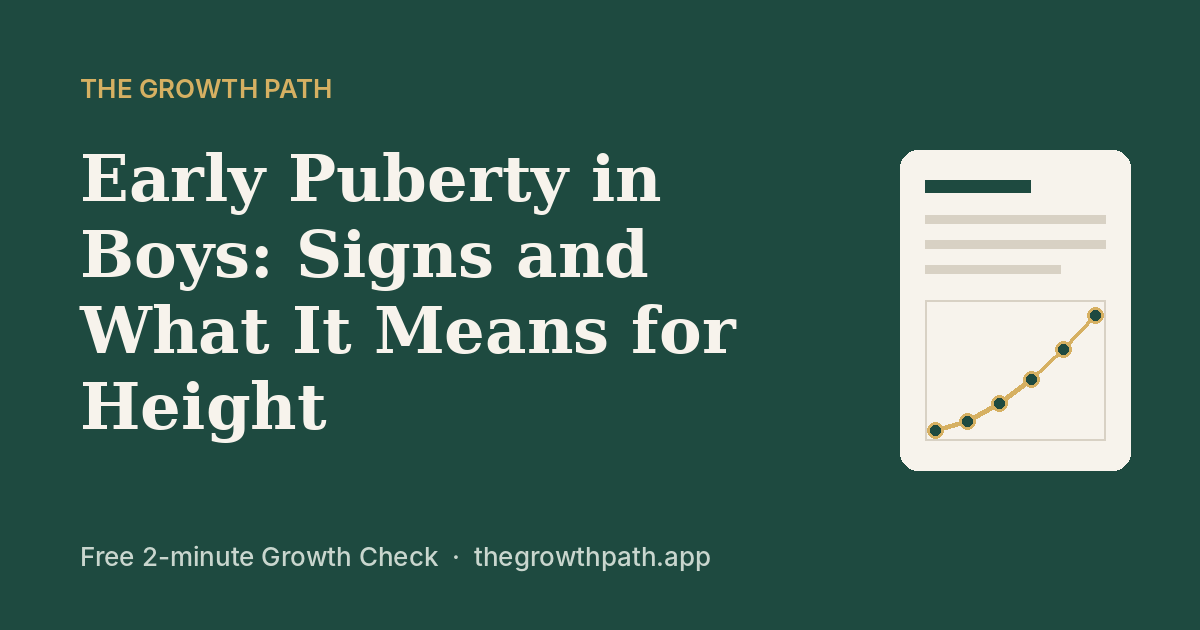 THE GROWTH PATH
Early Puberty in
Boys: Signs and
What It Means for
Height
Free 2-minute Growth Check · thegrowthpath.app